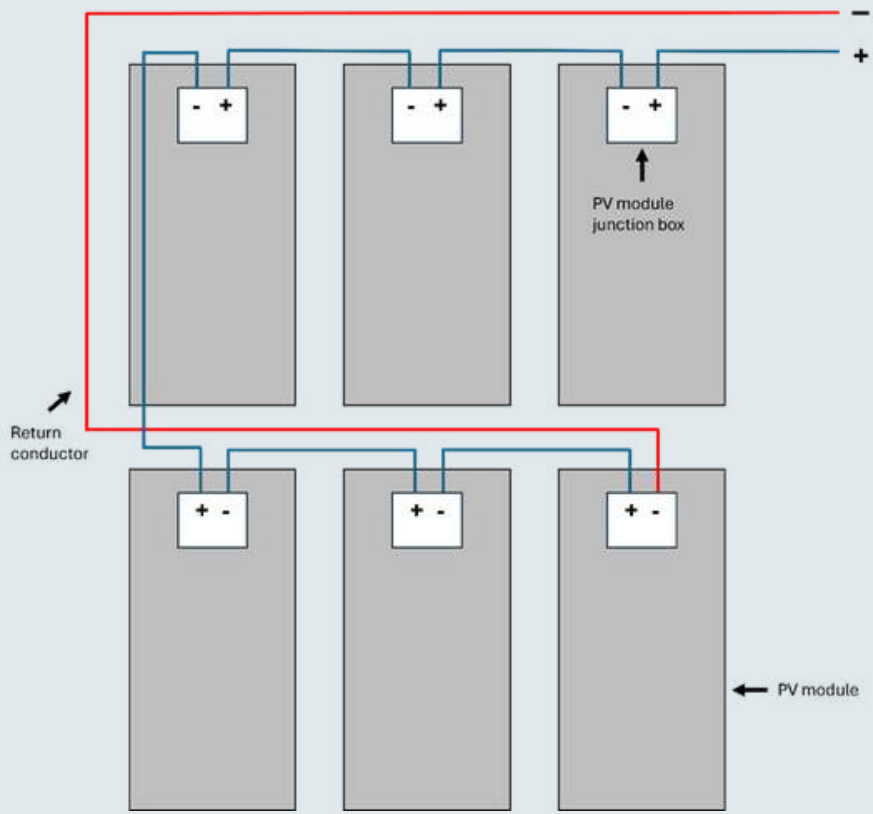 −
+
- +
- +
- +
PV module
junction box
Return
conductor
+ -
+ -
+ -
PV module